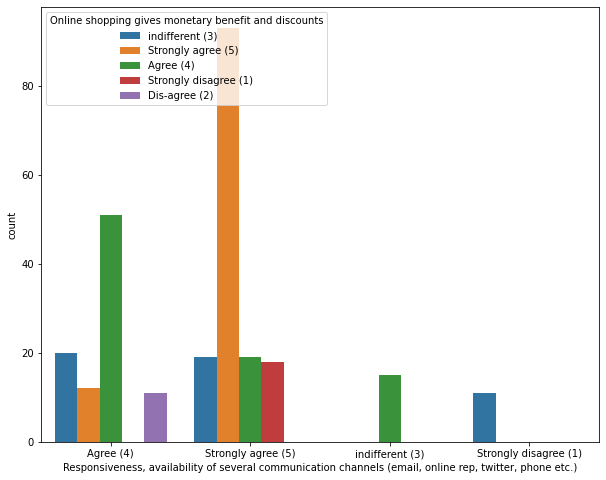 Online shopping gives monetary benefit and discounts
indifferent (3)
Strongly agree (5)
Agree (4)
Strongly disagree (1)
Dis-agree (2)
80
60
40
20
0
count
Agree (4)
Strongly agree (5)
indifferent (3)
Strongly disagree (1)
Responsiveness, availability of several communication channels (email, online rep, twitter, phone etc.)